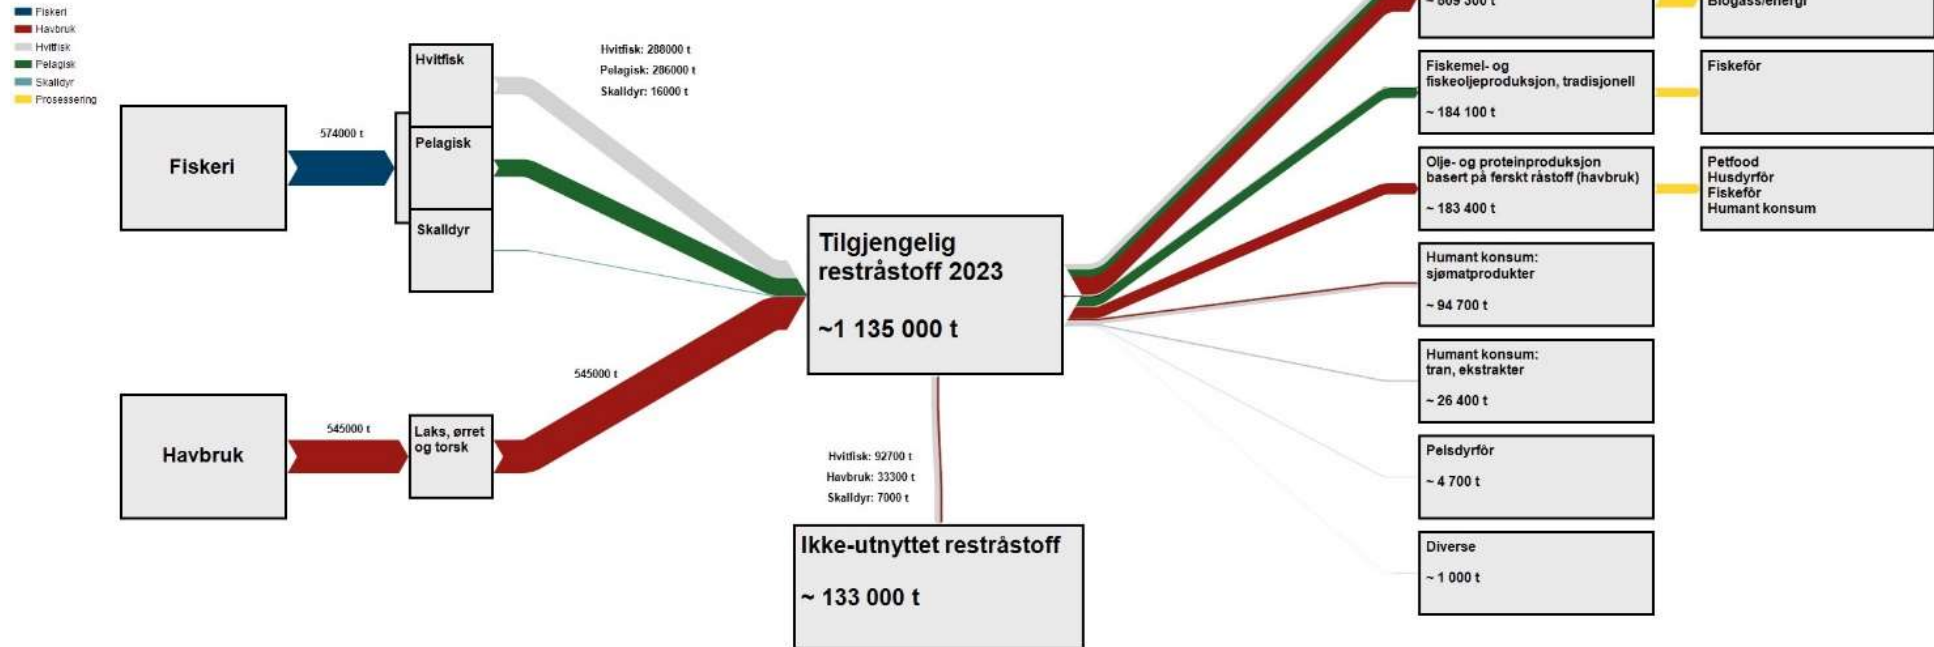 Fiskeri
Havbruk
Hvitfisk
Pelagisk
Skalldyr
Prosessering
Fiskeri
574000 t
Hvitfisk
Pelagisk
Skalldyr
Hvitfisk: 288000 t
Pelagisk: 286000 t
Skalldyr: 16000 t
Havbruk
545000 t
Laks, ørret
og torsk
545000 t
Tilgjengelig
restråstoff 2023
~1 135 000 t
Hvitfisk: 92700 t
Havbruk: 33300 t
Skalldyr: 7000 t
Ikke-utnyttet restråstoff
~ 133 000 t
Biogass/energi
Fiskemel- og
fiskeoljeproduksjon, tradisjonell
~ 184 100 t
Fiskefôr
Olje- og proteinproduksjon
basert på ferskt råstoff (havbruk)
~ 183 400 t
Petfood
Husdyrfôr
Fiskefôr
Humant konsum
Humant konsum:
sjømatprodukter
~ 94 700 t
Humant konsum:
tran, ekstrakter
~ 26 400 t
Pelsdyrfôr
~ 4 700 t
Diverse
~ 1 000 t